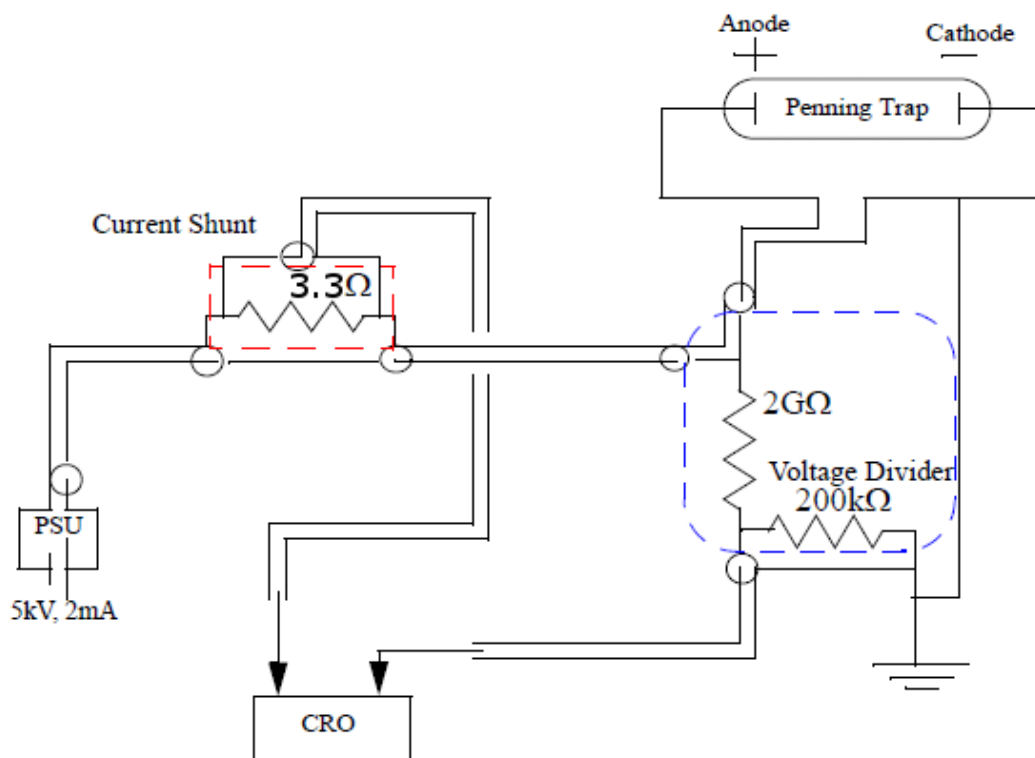 Anode
Cathode
Penning Trap
Current Shunt
3.3Ω
2GΩ
Voltage Divider
200kΩ
PSU
5kV, 2mA
CRO